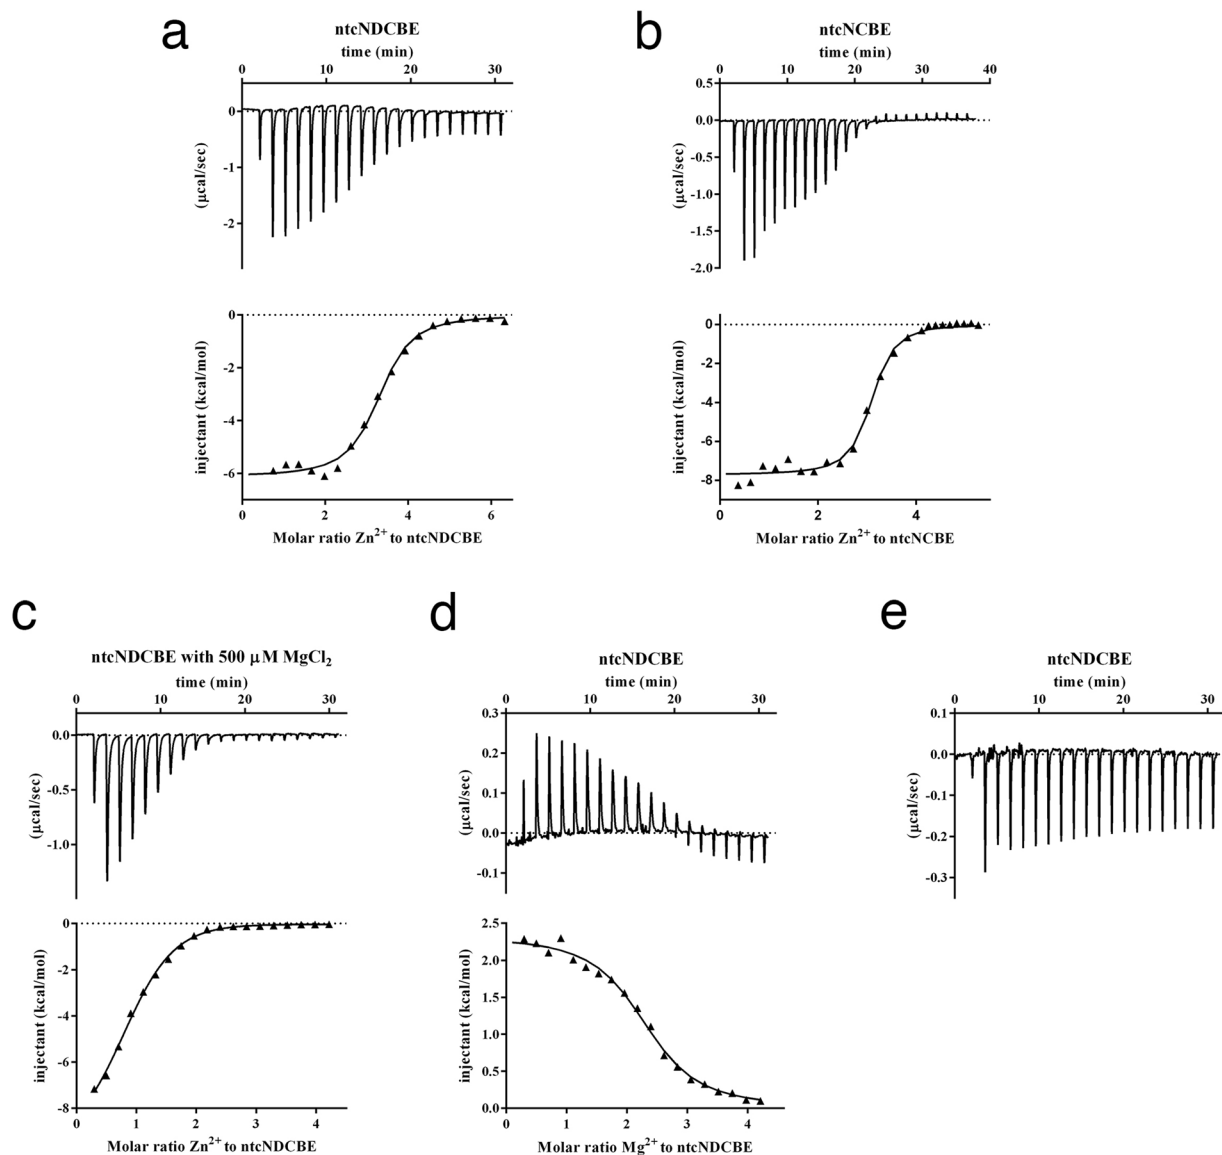 a
ntcNDCBE
time (min)
0 10 20 30
0
-1
-2
(μcal/sec)
0
-2
-4
-6
injectant (kcal/mol)
0 2 4 6
Molar ratio Zn2+ to ntcNDCBE
b
ntcNCBE
time (min)
0 10 20 30 40
0.5
0.0
-0.5
-1.0
-1.5
-2.0
(μcal/sec)
0
-2
-4
-6
-8
injectant (kcal/mol)
0 2 4
Molar ratio Zn2+ to ntcNCBE
c
ntcNDCBE with 500 μM MgCl2
time (min)
0 10 20 30
0.0
-0.5
-1.0
(μcal/sec)
0
-2
-4
-6
-8
injectant (kcal/mol)
0 1 2 3 4
Molar ratio Zn2+ to ntcNDCBE
d
ntcNDCBE
time (min)
0 10 20 30
0.3
0.2
0.1
0.0
-0.1
(μcal/sec)
2.5
2.0
1.5
1.0
0.5
0.0
injectant (kcal/mol)
0 1 2 3 4
Molar ratio Mg2+ to ntcNDCBE
e
ntcNDCBE
time (min)
0 10 20 30
0.1
0.0
-0.1
-0.2
-0.3
(μcal/sec)